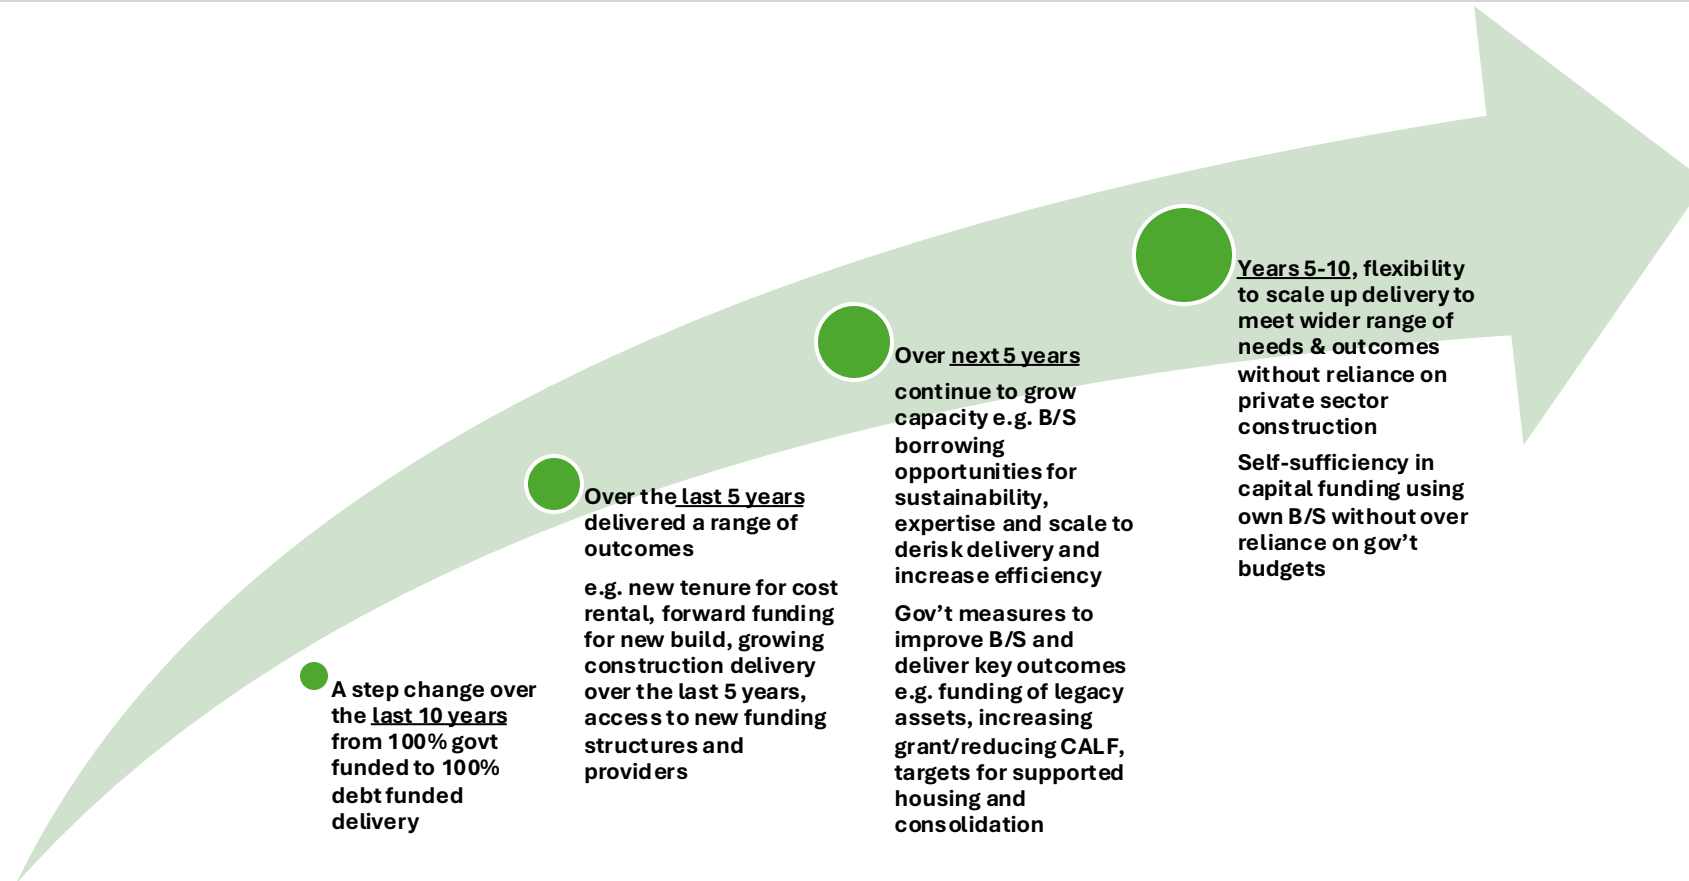 A step change over
the last 10 years
from 100% govt
funded to 100%
debt funded
delivery
Over the last 5 years
delivered a range of
outcomes
e.g. new tenure for cost
rental, forward funding
for new build, growing
construction delivery
over the last 5 years,
access to new funding
structures and
providers
Over next 5 years
continue to grow
capacity e.g. B/S
borrowing
opportunities for
sustainability,
expertise and scale to
derisk delivery and
increase efficiency
Gov’t measures to
improve B/S and
deliver key outcomes
e.g. funding of legacy
assets, increasing
grant/reducing CALF,
targets for supported
housing and
consolidation
Years 5-10, flexibility
to scale up delivery to
meet wider range of
needs & outcomes
without reliance on
private sector
construction
Self-sufficiency in
capital funding using
own B/S without over
reliance on gov’t
budgets